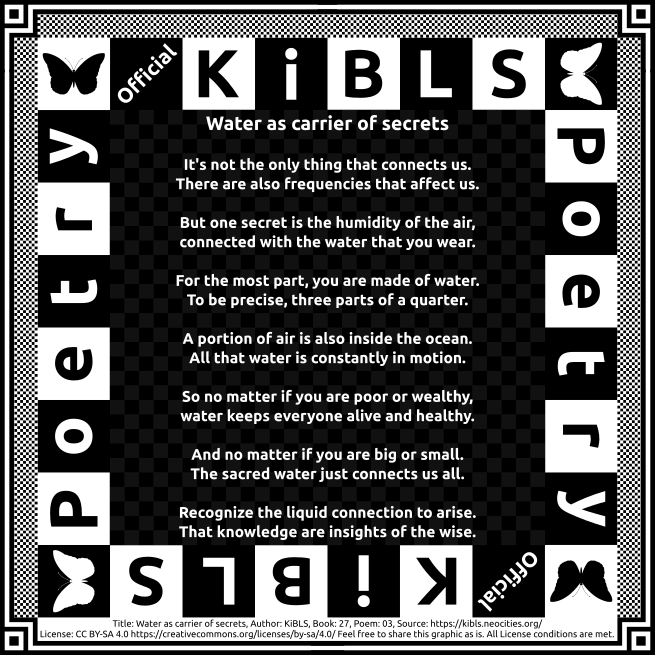 Official KiBLS
Poetry
Poetry
Water as carrier of secrets
It's not the only thing that connects us.
There are also frequencies that affect us.
But one secret is the humidity of the air,
connected with the water that you wear.
For the most part, you are made of water.
To be precise, three parts of a quarter.
A portion of air is also inside the ocean.
All that water is constantly in motion.
So no matter if you are poor or wealthy,
water keeps everyone alive and healthy.
And no matter if you are big or small.
The sacred water just connects us all.
Recognize the liquid connection to arise.
That knowledge are insights of the wise.
Official KiBLS
Title: Water as carrier of secrets, Author: KiBLS, Book: 27, Poem: 03, Source: https://kibls.neocities.org/
License: CC BY-SA 4.0 https://creativecommons.org/licenses/by-sa/4.0/ Feel free to share this graphic as is. All License conditions are met.